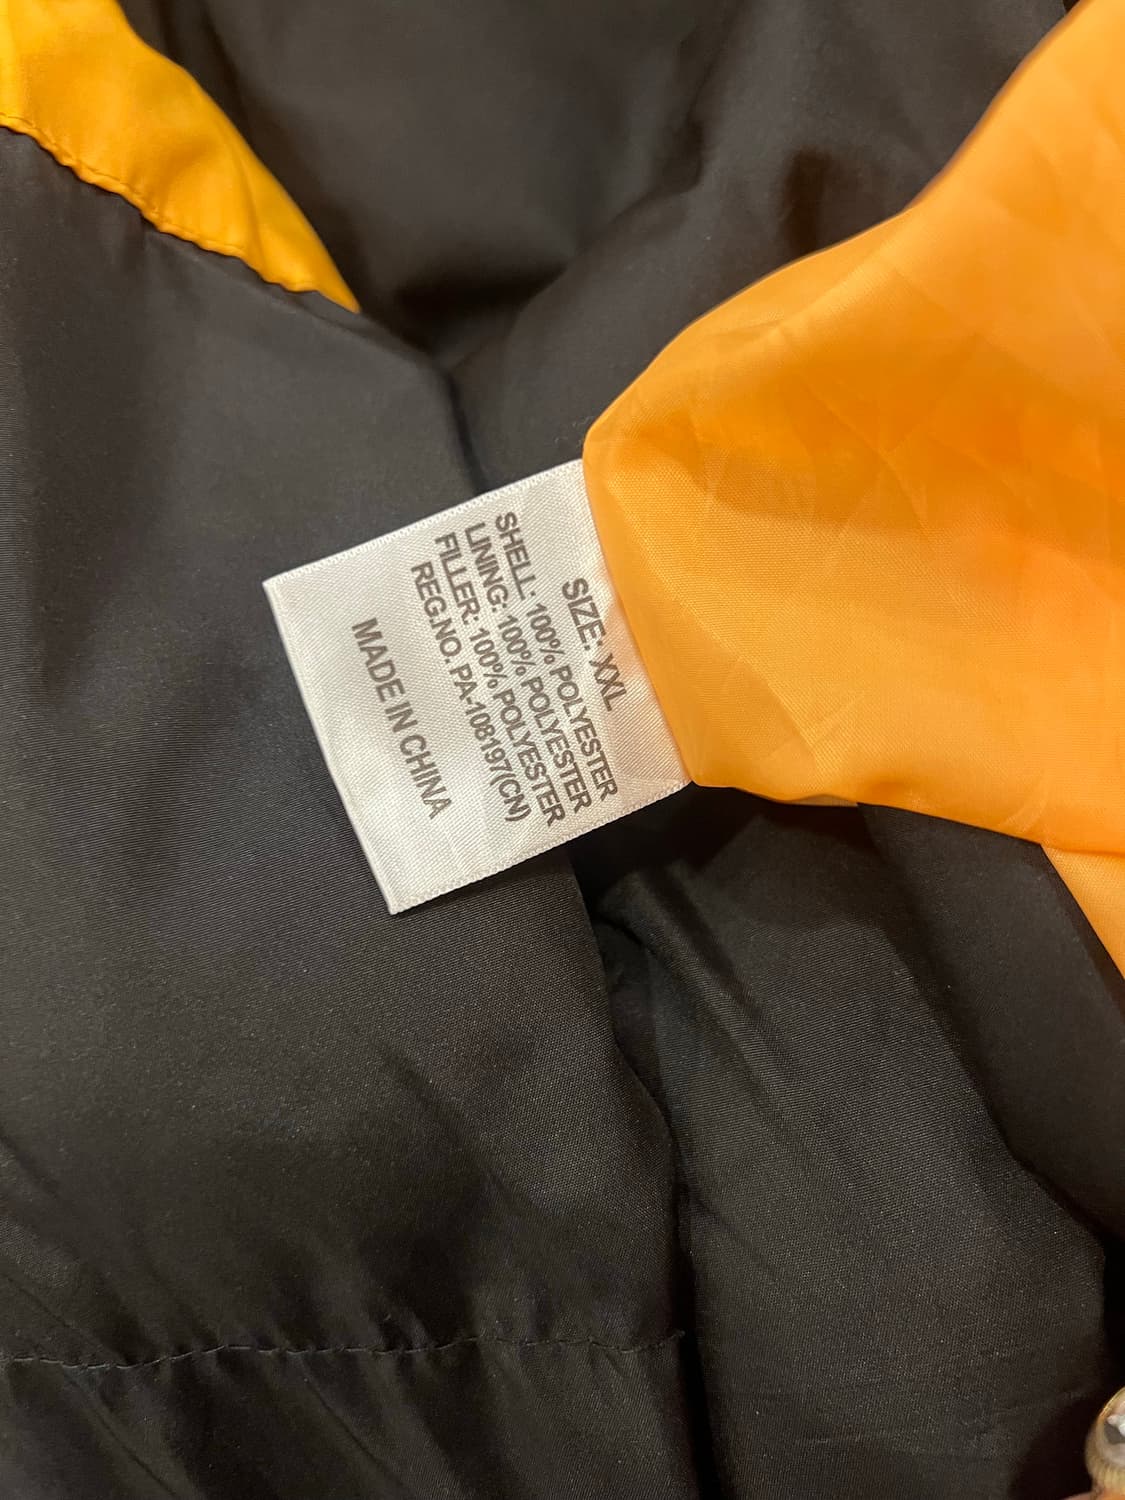 SIZE: XXL
SHELL: 100% POLYESTER
LINING: 100% POLYESTER
FILLER: 100% POLYESTER
REG.NO. PA-108197(CN)
MADE IN CHINA